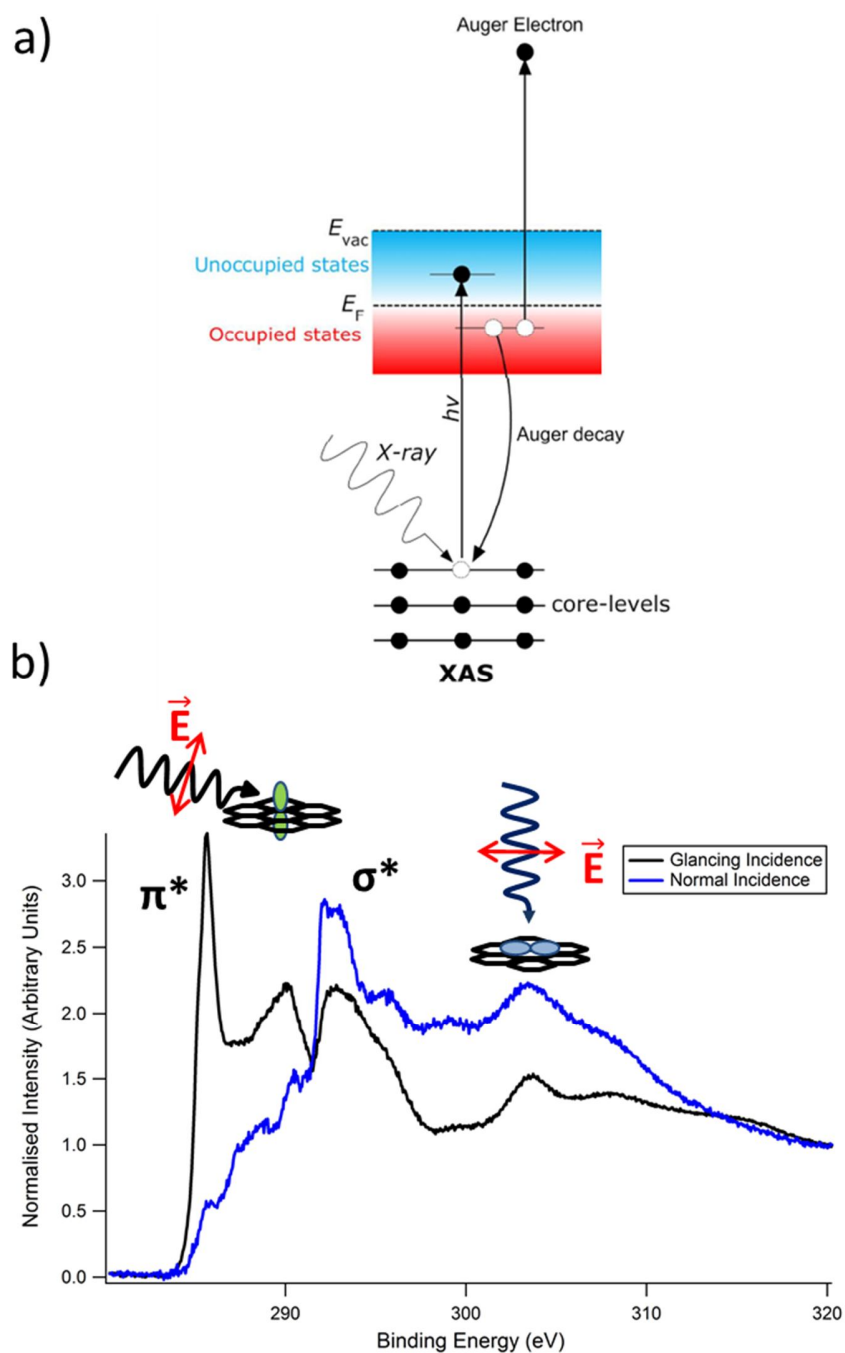 a)
Auger Electron
E_vac
Unoccupied states
E_F
Occupied states
hν
X-ray
Auger decay
core-levels
XAS
b)
E
E
π*
σ*
Glancing Incidence
Normal Incidence
3.0
2.5
2.0
1.5
1.0
0.5
0.0
Normalised Intensity (Arbitrary Units)
290
300
310
320
Binding Energy (eV)